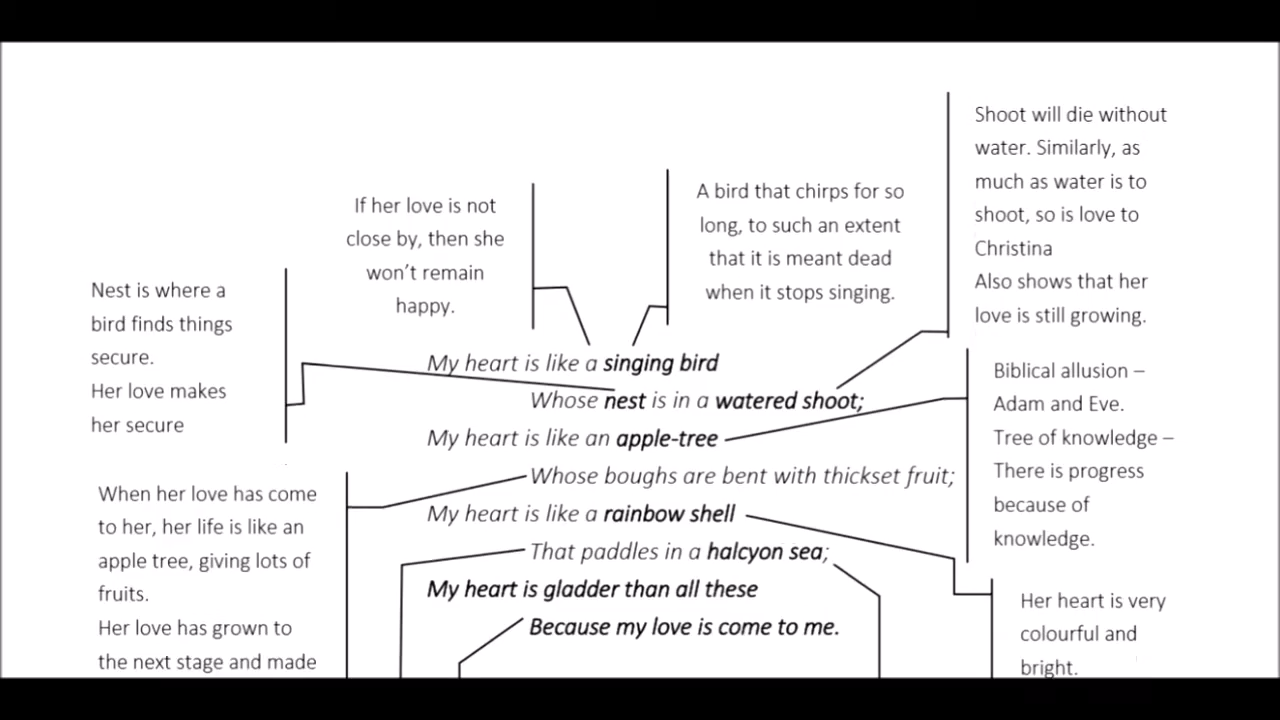 Shoot will die without
water. Similarly, as
much as water is to
shoot, so is love to
Christina
Also shows that her
love is still growing.
A bird that chirps for so
long, to such an extent
that it is meant dead
when it stops singing.
If her love is not
close by, then she
won't remain
happy.
Nest is where a
bird finds things
secure.
Her love makes
her secure
My heart is like a singing bird
Whose nest is in a watered shoot;
My heart is like an apple-tree
Whose boughs are bent with thickset fruit;
My heart is like a rainbow shell
That paddles in a halcyon sea;
My heart is gladder than all these
Because my love is come to me.
Biblical allusion –
Adam and Eve.
Tree of knowledge –
There is progress
because of
knowledge.
When her love has come
to her, her life is like an
apple tree, giving lots of
fruits.
Her love has grown to
the next stage and made
Her heart is very
colourful and
bright.